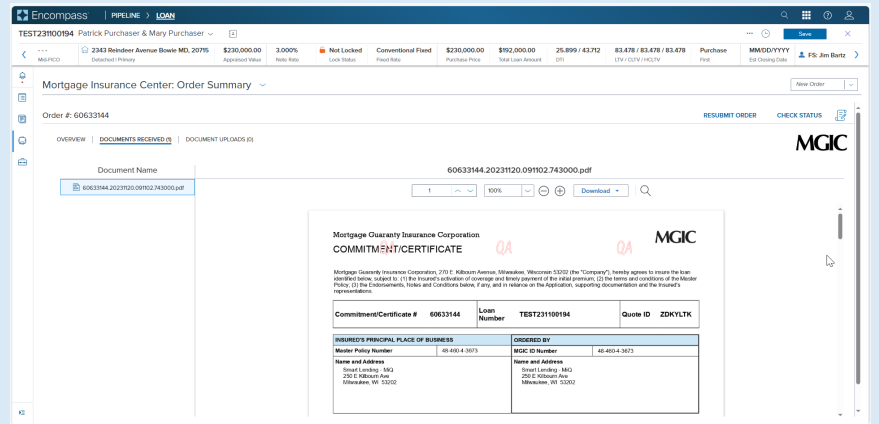 Encompass® | PIPELINE > LOAN
TEST231100194 Patrick Purchaser & Mary Purchaser
Save
--- 2343 Reindeer Avenue Bowie MD, 20715 $230,000.00 3.000% Not Locked Conventional Fixed $230,000.00 $192,000.00 25.899 / 43.712 83.478 / 83.478 / 83.478 Purchase MM/DD/YYYY FS: Jim Bartz
Mid-FICO Detached | Primary Appraised Value Note Rate Lock Status Fixed Rate Purchase Price Total Loan Amount DTI LTV / CLTV / HCLTV First Est Closing Date
Mortgage Insurance Center: Order Summary
New Order
Order #: 60633144
RESUBMIT ORDER CHECK STATUS
OVERVIEW | DOCUMENTS RECEIVED (1) | DOCUMENT UPLOADS (0)
MGIC
Document Name
60633144.20231120.091102.743000.pdf
60633144.20231120.091102.743000.pdf
1 100% Download
Mortgage Guaranty Insurance Corporation
MGIC
COMMITMENT/CERTIFICATE
QA QA QA
Mortgage Guaranty Insurance Corporation, 270 E. Kilbourn Avenue, Milwaukee, Wisconsin 53202 (the "Company"), hereby agrees to insure the loan
identified below, subject to: (1) the Insured's activation of coverage and timely payment of the initial premium; (2) the terms and conditions of the Master
Policy; (3) the Endorsements, Notes and Conditions below, if any, and in reliance on the Application, supporting documentation and the Insured's
representations.
Commitment/Certificate # 60633144 Loan Number TEST231100194 Quote ID ZDKYLTK
INSURED'S PRINCIPAL PLACE OF BUSINESS ORDERED BY
Master Policy Number 48-460-4-3673 MGIC ID Number 48-460-4-3673
Name and Address Name and Address
Smart Lending - MiQ Smart Lending - MiQ
250 E Kilbourn Ave 250 E Kilbourn Ave
Milwaukee, WI 53202 Milwaukee, WI 53202